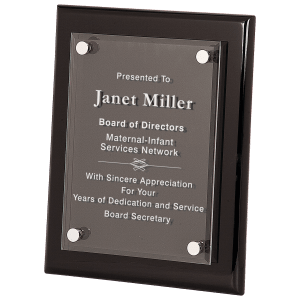 Presented To
Janet Miller
Board of Directors
Maternal-Infant
Services Network
With Sincere Appreciation
For Your
Years of Dedication and Service
Board Secretary